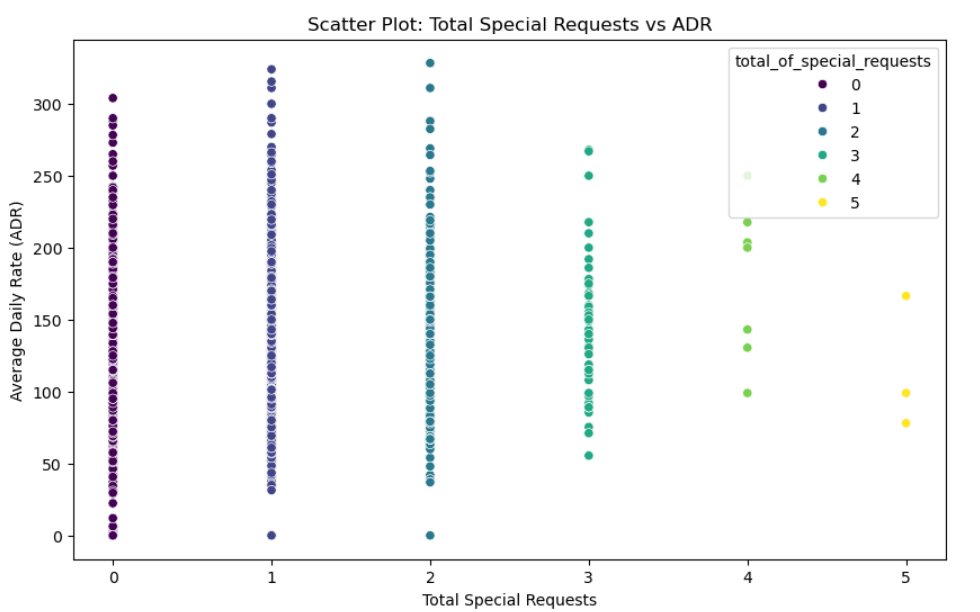 Scatter Plot: Total Special Requests vs ADR
total_of_special_requests
0
1
2
3
4
5
Average Daily Rate (ADR)
300
250
200
150
100
50
0
0 1 2 3 4 5
Total Special Requests